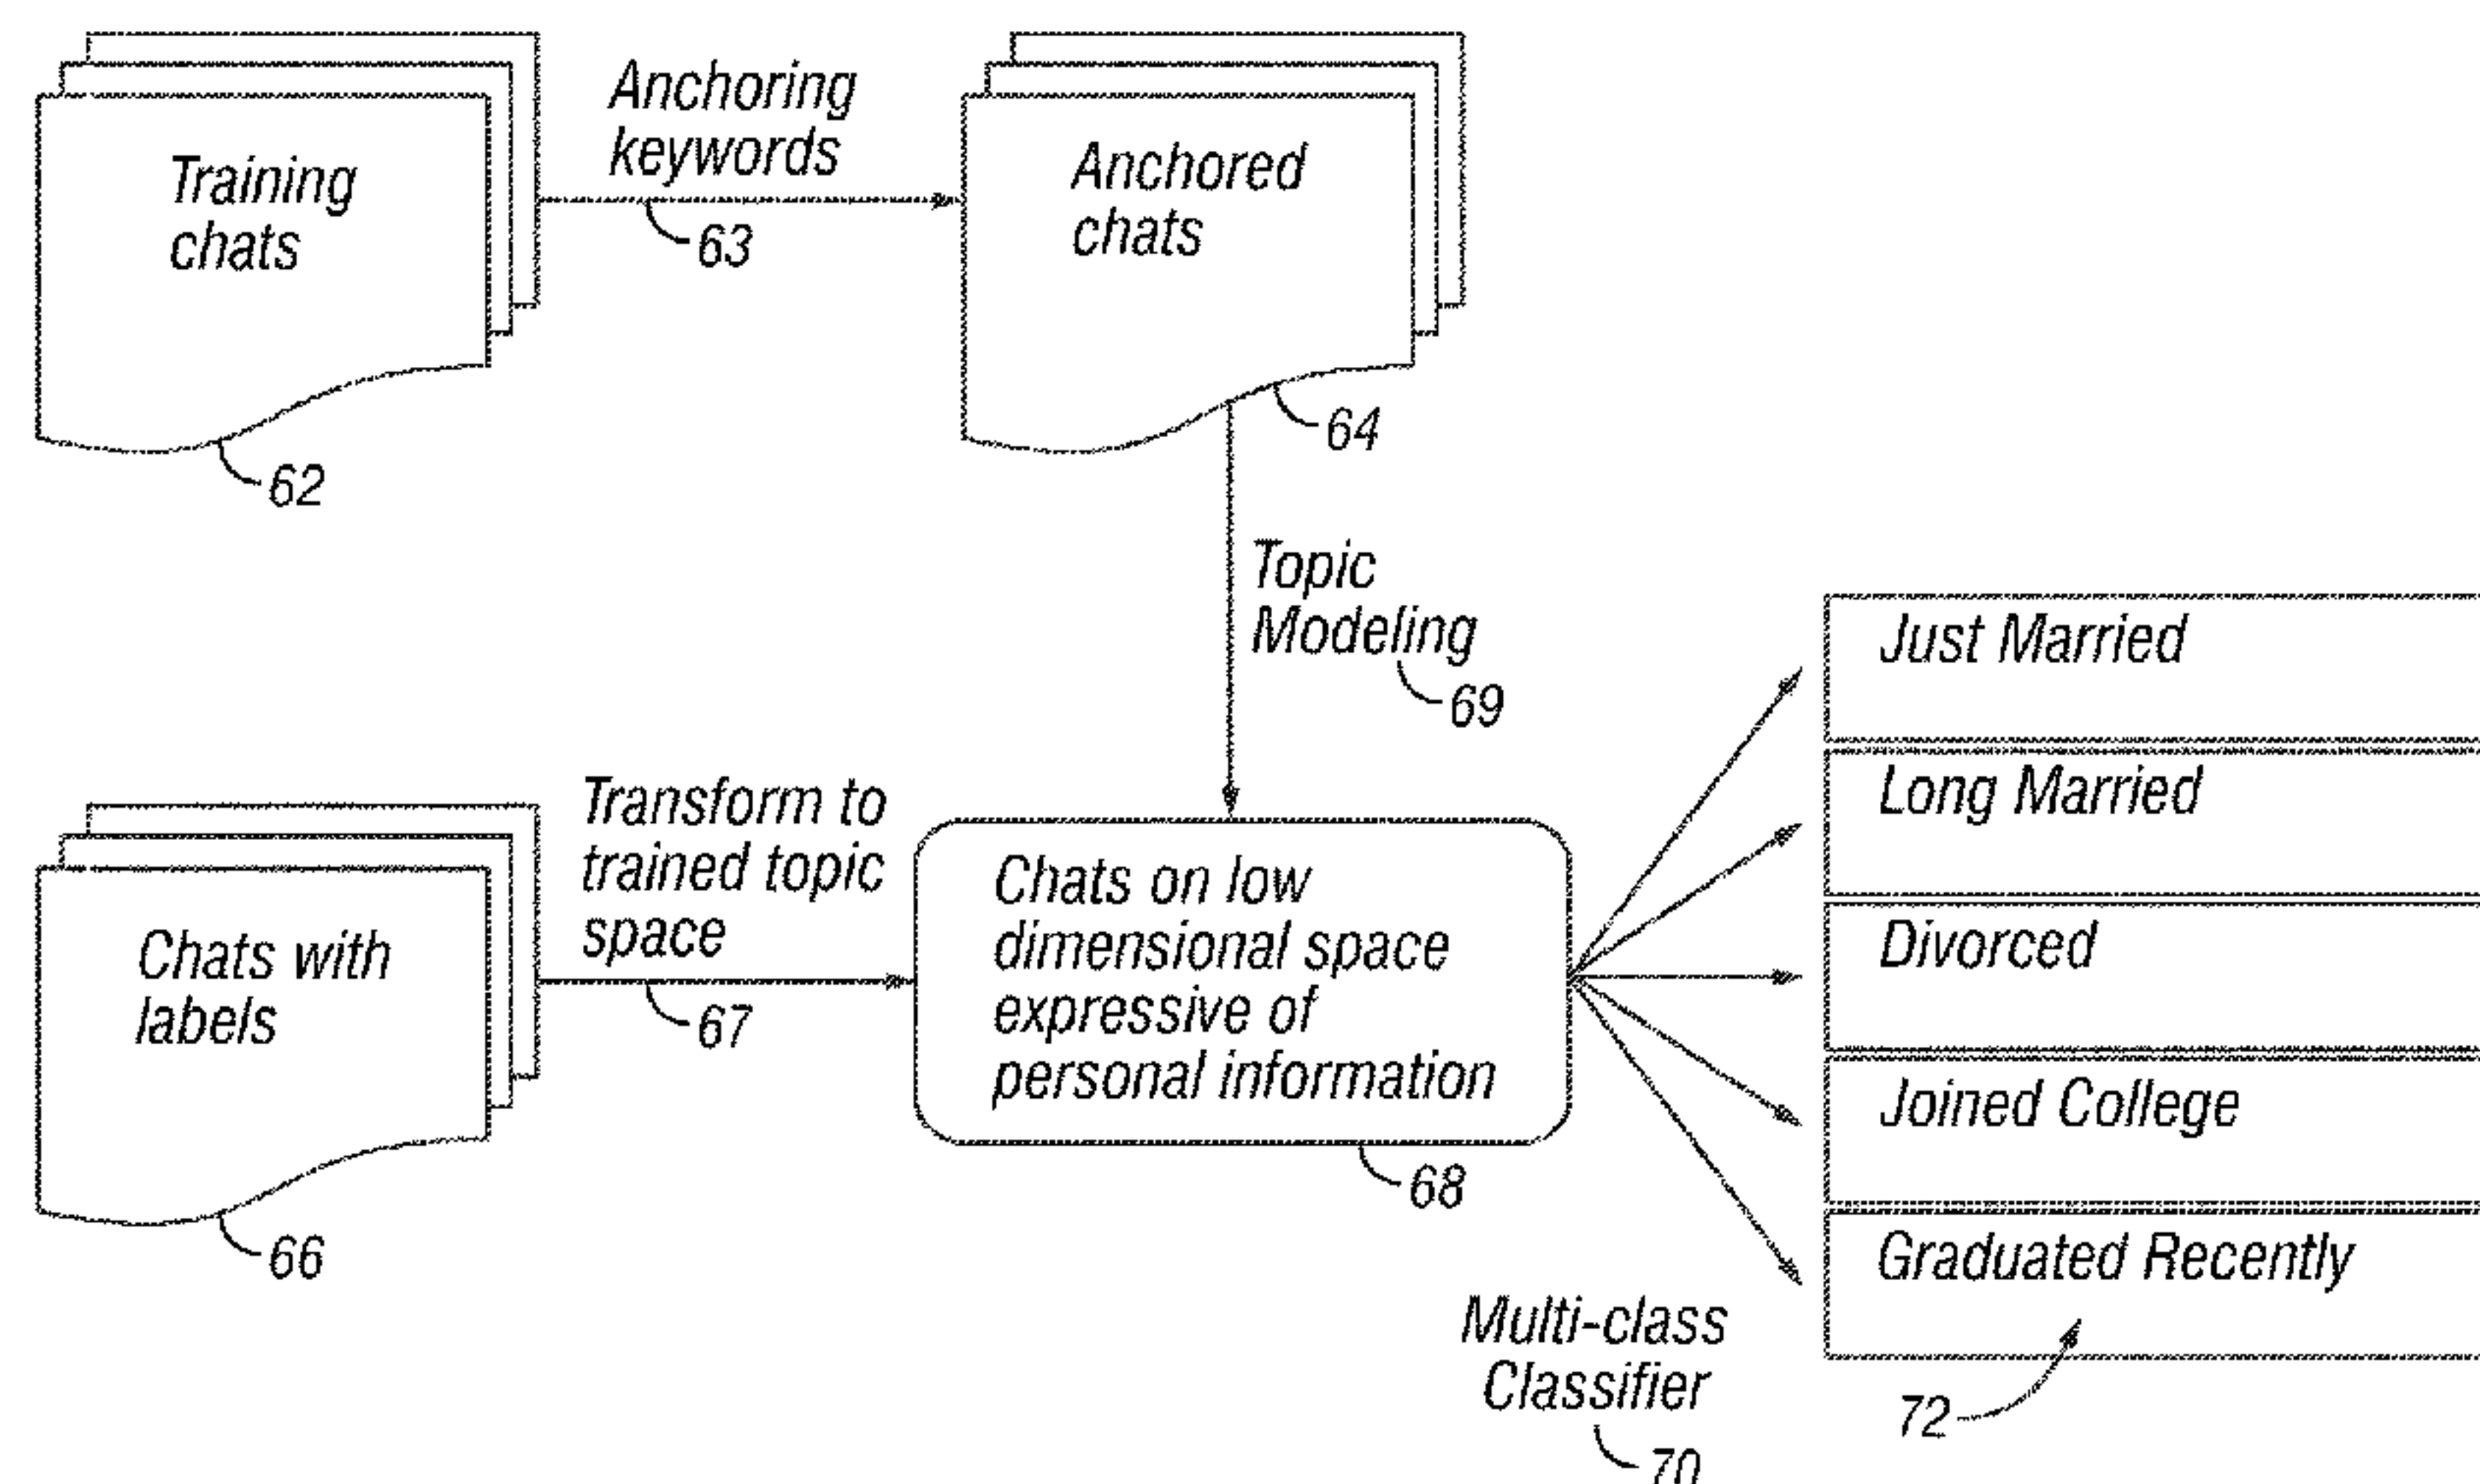 Training
chats
62
Anchoring
keywords
63
Anchored
chats
64
Topic
Modeling
69
Chats with
labels
66
Transform to
trained topic
space
67
Chats on low
dimensional space
expressive of
personal information
68
Just Married
Long Married
Divorced
Joined College
Graduated Recently
72
Multi-class
Classifier
70